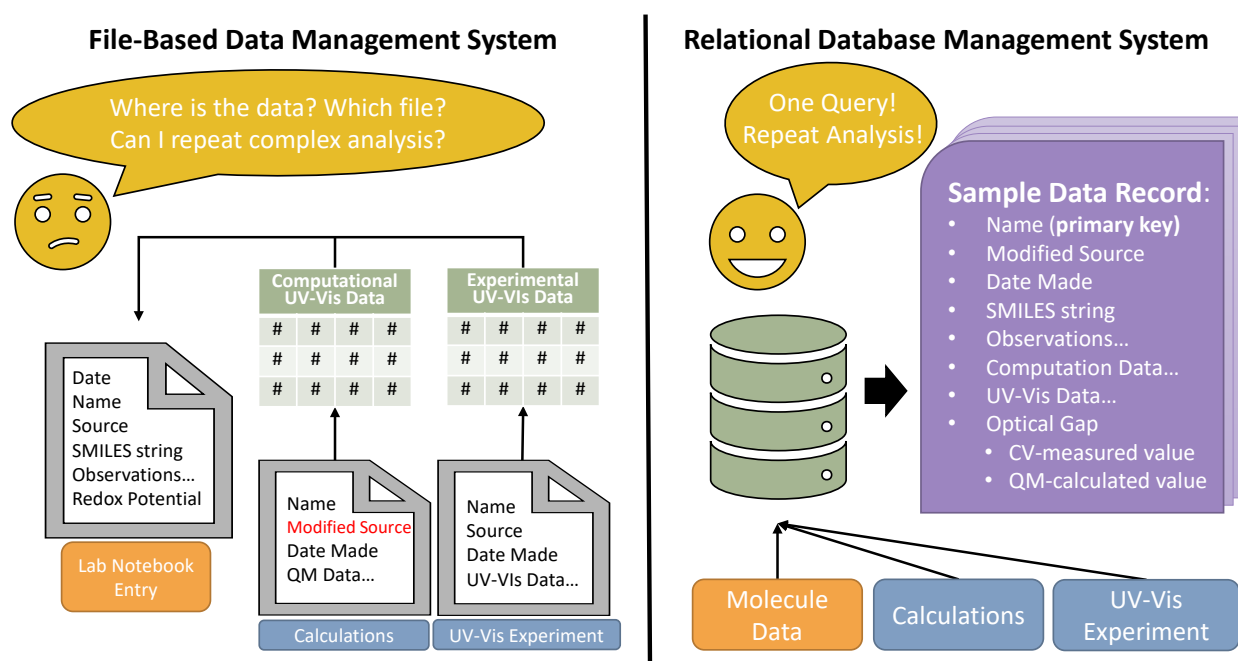 File-Based Data Management System
Where is the data? Which file?
Can I repeat complex analysis?
Computational
UV-Vis Data
# # # #
# # # #
# # # #
Experimental
UV-VIs Data
# # # #
# # # #
# # # #
Date
Name
Source
SMILES string
Observations…
Redox Potential
Lab Notebook
Entry
Name
Modified Source
Date Made
QM Data…
Calculations
Name
Source
Date Made
UV-VIs Data…
UV-Vis Experiment
Relational Database Management System
One Query!
Repeat Analysis!
Sample Data Record:
• Name (primary key)
• Modified Source
• Date Made
• SMILES string
• Observations…
• Computation Data…
• UV-Vis Data…
• Optical Gap
• CV-measured value
• QM-calculated value
Molecule
Data
Calculations
UV-Vis
Experiment